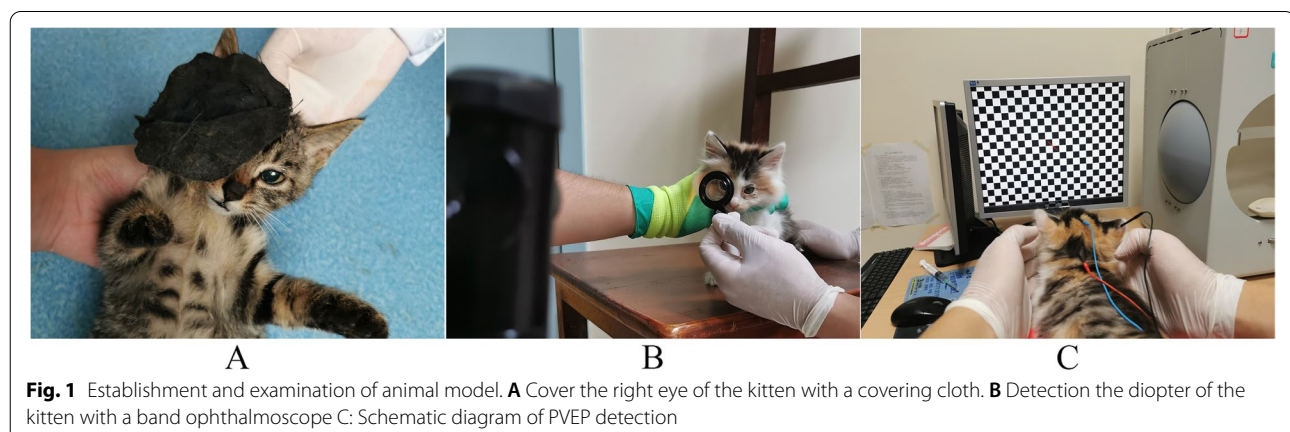 A B C
Fig. 1 Establishment and examination of animal model. A Cover the right eye of the kitten with a covering cloth. B Detection the diopter of the
kitten with a band ophthalmoscope C: Schematic diagram of PVEP detection